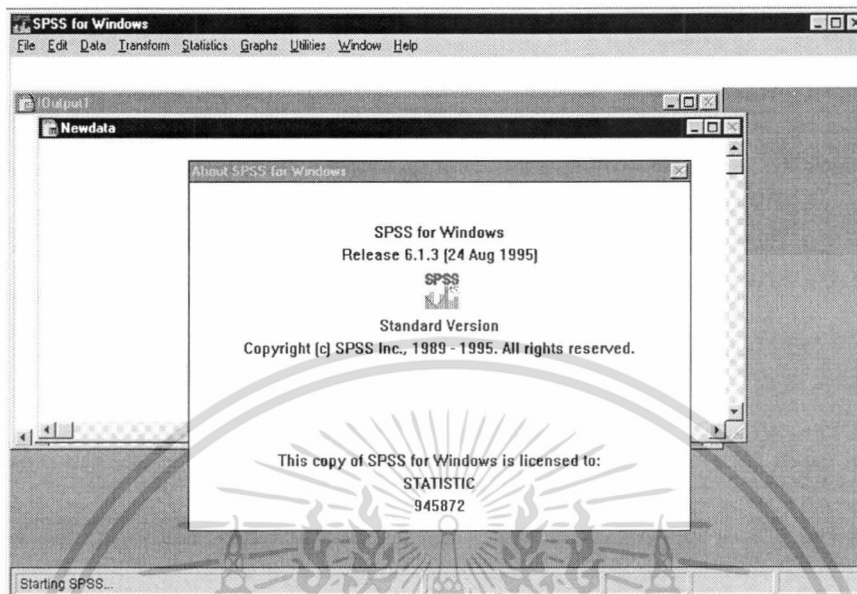 SPSS for Windows
File Edit Data Transform Statistics Graphs Utilities Window Help
!Output1
Newdata
About SPSS for Windows
SPSS for Windows
Release 6.1.3 (24 Aug 1995)
SPSS
Standard Version
Copyright (c) SPSS Inc., 1989 - 1995. All rights reserved.
This copy of SPSS for Windows is licensed to:
STATISTIC
945872
Starting SPSS...